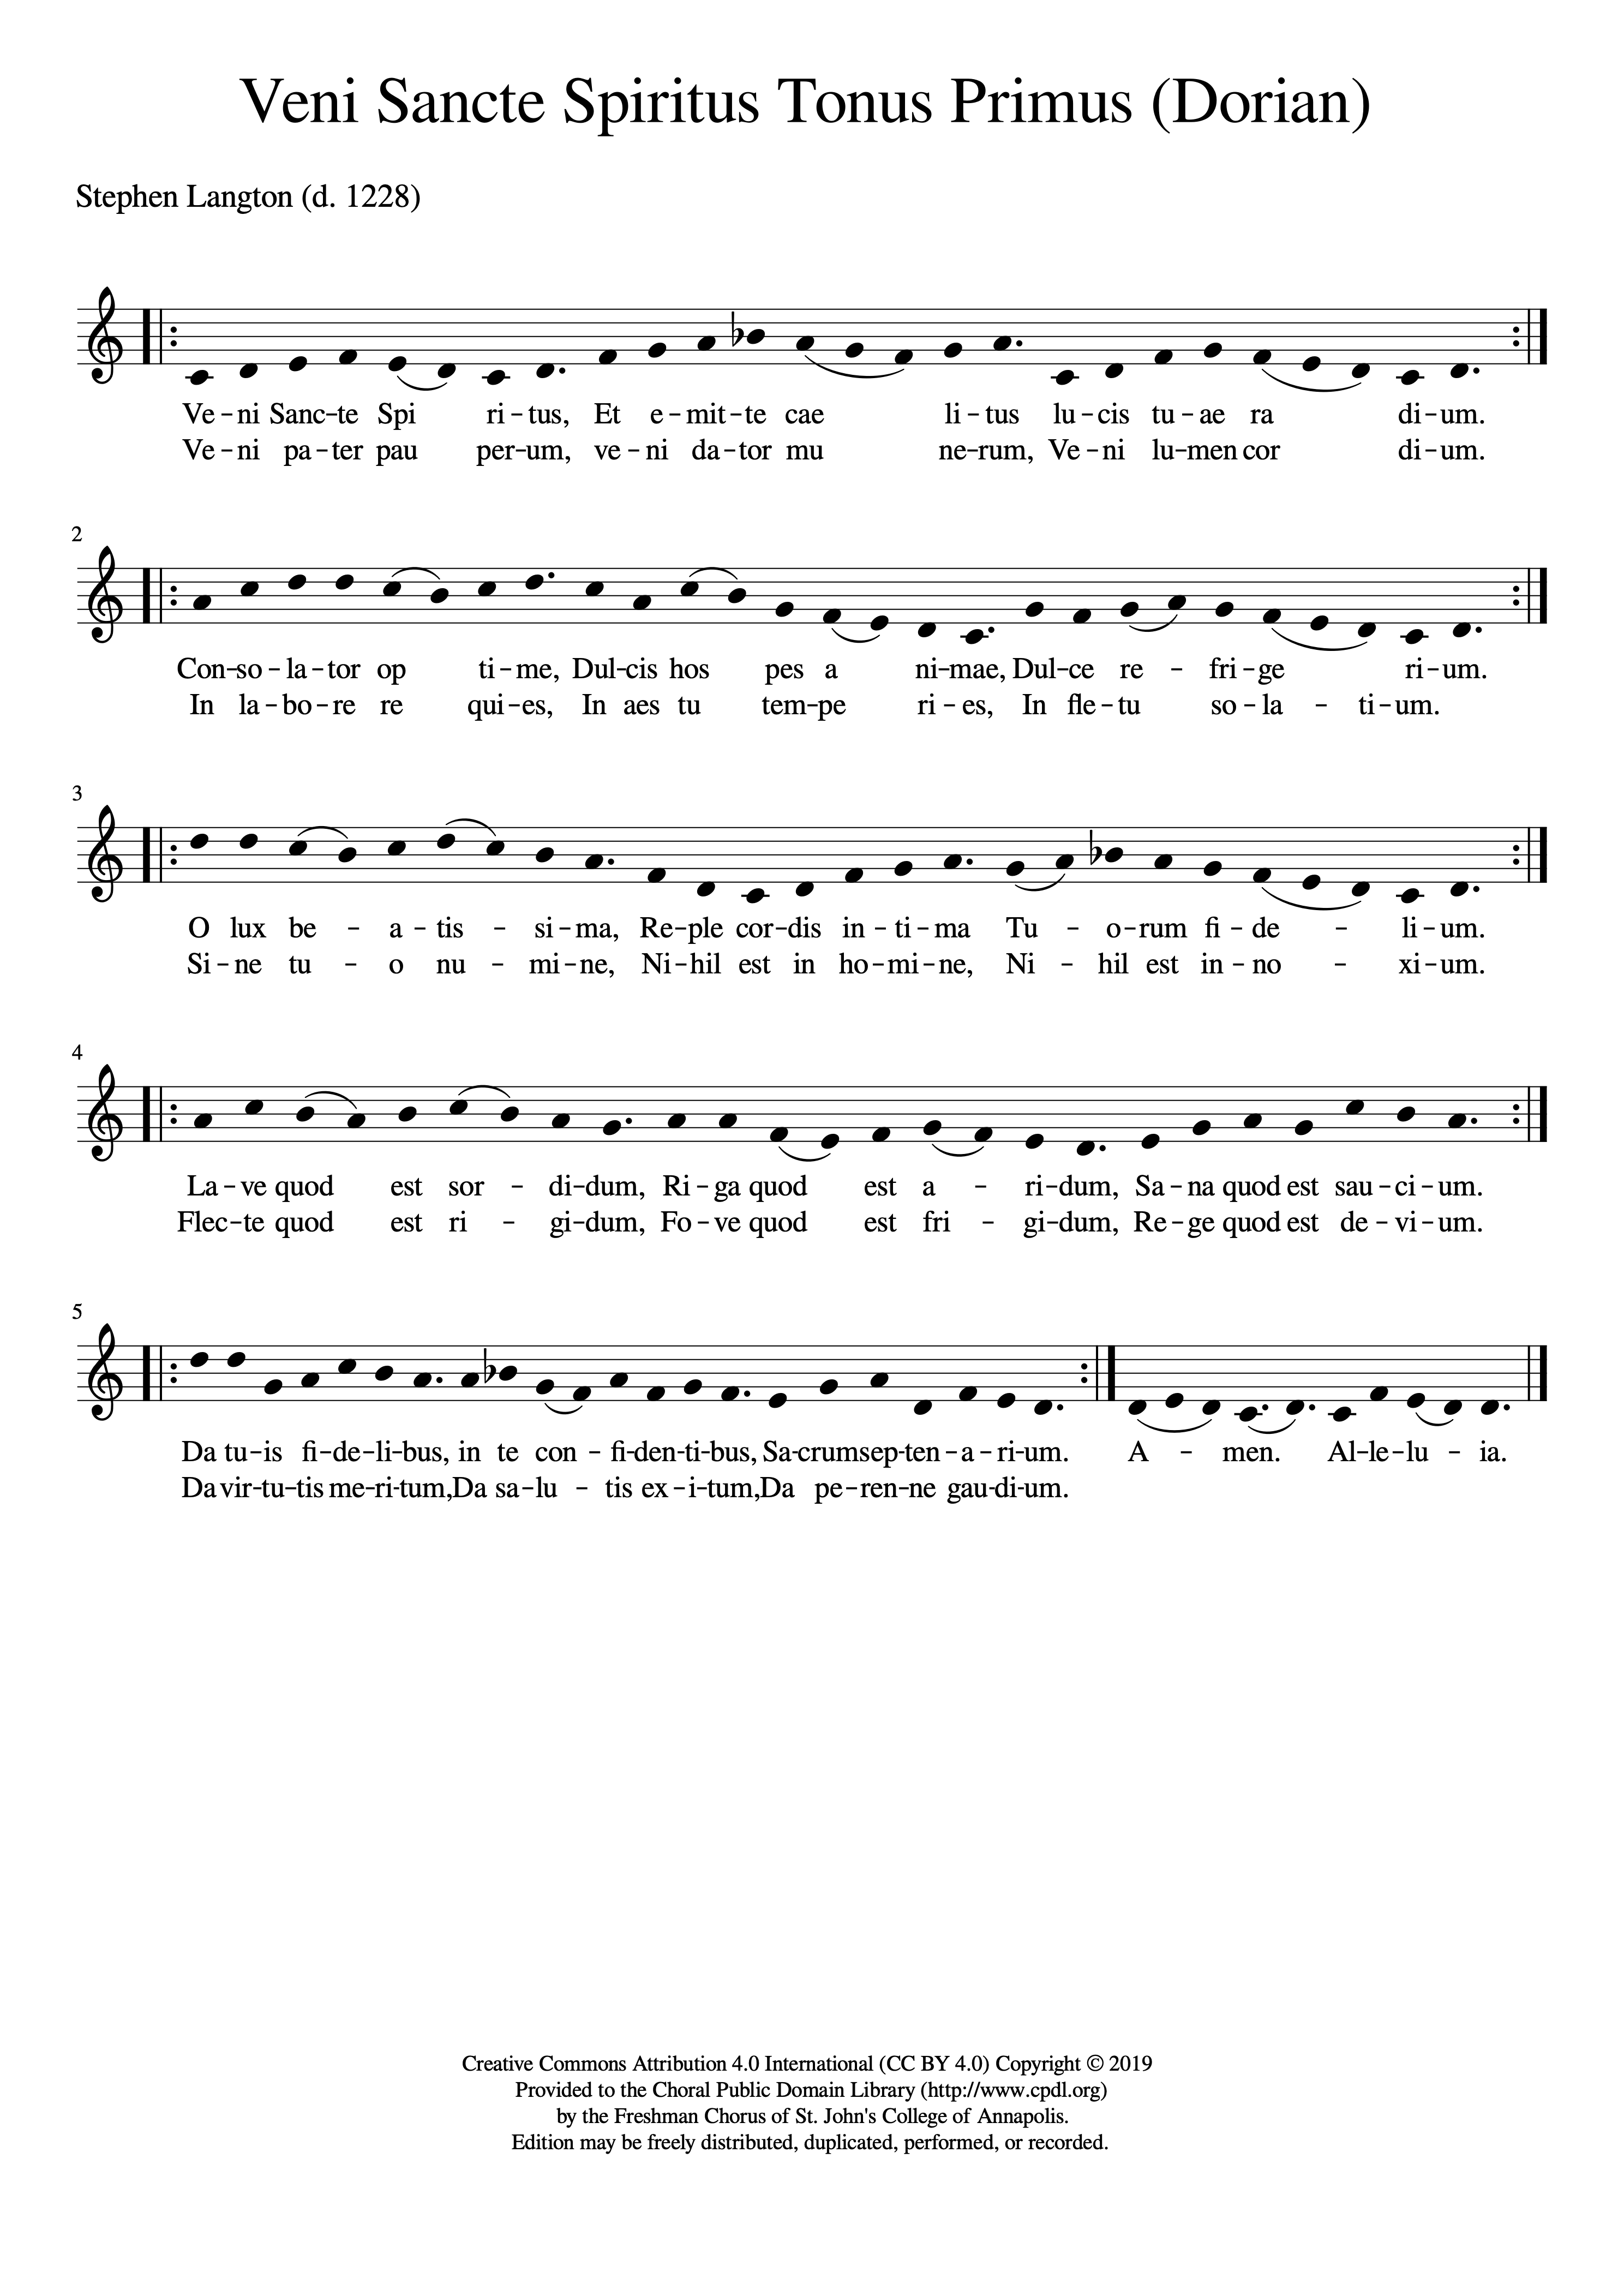 Veni Sancte Spiritus Tonus Primus (Dorian)
Stephen Langton (d. 1228)
Ve – ni Sanc – te Spi ri – tus, Et e – mit – te cae li – tus lu – cis tu – ae ra di – um.
Ve – ni pa – ter pau per – um, ve – ni da – tor mu ne – rum, Ve – ni lu – men cor di – um.
2
Con – so – la – tor op ti – me, Dul – cis hos pes a ni – mae, Dul – ce re – fri – ge ri – um.
In la – bo – re re qui – es, In aes tu tem – pe ri – es, In fle – tu so – la – ti – um.
3
O lux be – a – tis – si – ma, Re – ple cor – dis in – ti – ma Tu – o – rum fi – de – li – um.
Si – ne tu – o nu – mi – ne, Ni – hil est in ho – mi – ne, Ni – hil est in – no – xi – um.
4
La – ve quod est sor – di – dum, Ri – ga quod est a – ri – dum, Sa – na quod est sau – ci – um.
Flec – te quod est ri – gi – dum, Fo – ve quod est fri – gi – dum, Re – ge quod est de – vi – um.
5
Da tu – is fi – de – li – bus, in te con – fi – den – ti – bus, Sa – crum sep – ten – a – ri – um. A – men. Al – le – lu – ia.
Da vir – tu – tis me – ri – tum, Da sa – lu – tis ex – i – tum, Da pe – ren – ne gau – di – um.
Creative Commons Attribution 4.0 International (CC BY 4.0) Copyright © 2019
Provided to the Choral Public Domain Library (http://www.cpdl.org)
by the Freshman Chorus of St. John's College of Annapolis.
Edition may be freely distributed, duplicated, performed, or recorded.